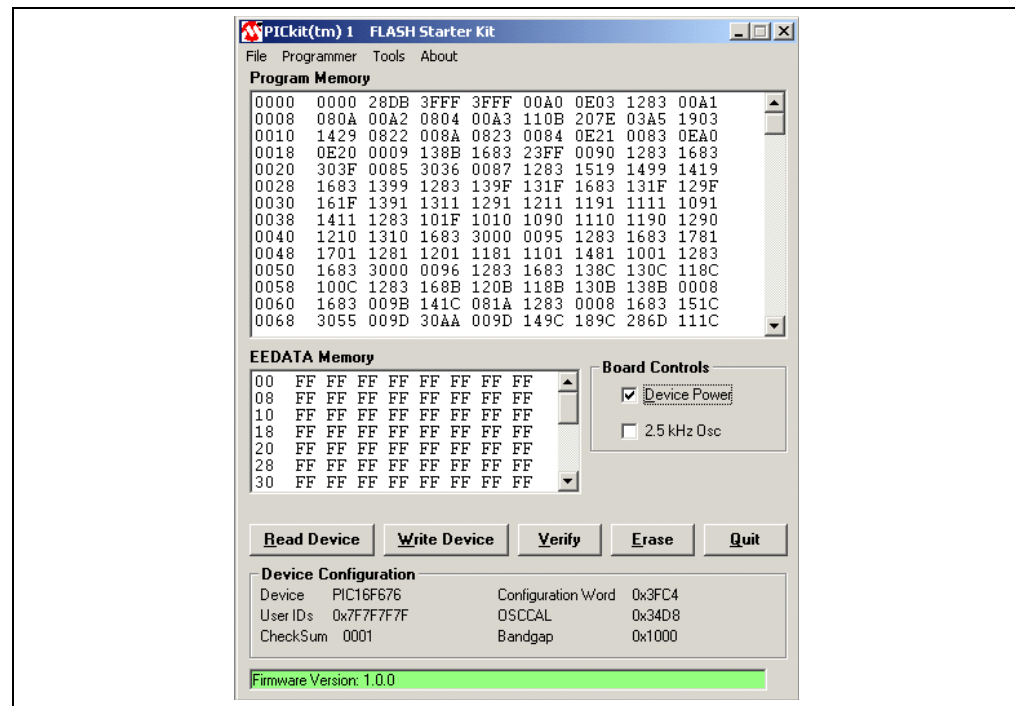 PICkit(tm) 1 FLASH Starter Kit
File Programmer Tools About
Program Memory
0000 0000 28DB 3FFF 3FFF 00A0 0E03 1283 00A1
0008 080A 00A2 0804 00A3 110B 207E 03A5 1903
0010 1429 0822 008A 0823 0084 0E21 0083 0EA0
0018 0E20 0009 138B 1683 23FF 0090 1283 1683
0020 303F 0085 3036 0087 1283 1519 1499 1419
0028 1683 1399 1283 139F 131F 1683 131F 129F
0030 161F 1391 1311 1291 1211 1191 1111 1091
0038 1411 1283 101F 1010 1090 1110 1190 1290
0040 1210 1310 1683 3000 0095 1283 1683 1781
0048 1701 1281 1201 1181 1101 1481 1001 1283
0050 1683 3000 0096 1283 1683 138C 130C 118C
0058 100C 1283 168B 120B 118B 130B 138B 0008
0060 1683 009B 141C 081A 1283 0008 1683 151C
0068 3055 009D 30AA 009D 149C 189C 286D 111C
EEDATA Memory
00 FF FF FF FF FF FF FF FF
08 FF FF FF FF FF FF FF FF
10 FF FF FF FF FF FF FF FF
18 FF FF FF FF FF FF FF FF
20 FF FF FF FF FF FF FF FF
28 FF FF FF FF FF FF FF FF
30 FF FF FF FF FF FF FF FF
Board Controls
Device Power
2.5 kHz Osc
Read Device Write Device Verify Erase Quit
Device Configuration
Device PIC16F676 Configuration Word 0x3FC4
User IDs 0x7F7F7F7F OSCCAL 0x34D8
CheckSum 0001 Bandgap 0x1000
Firmware Version: 1.0.0